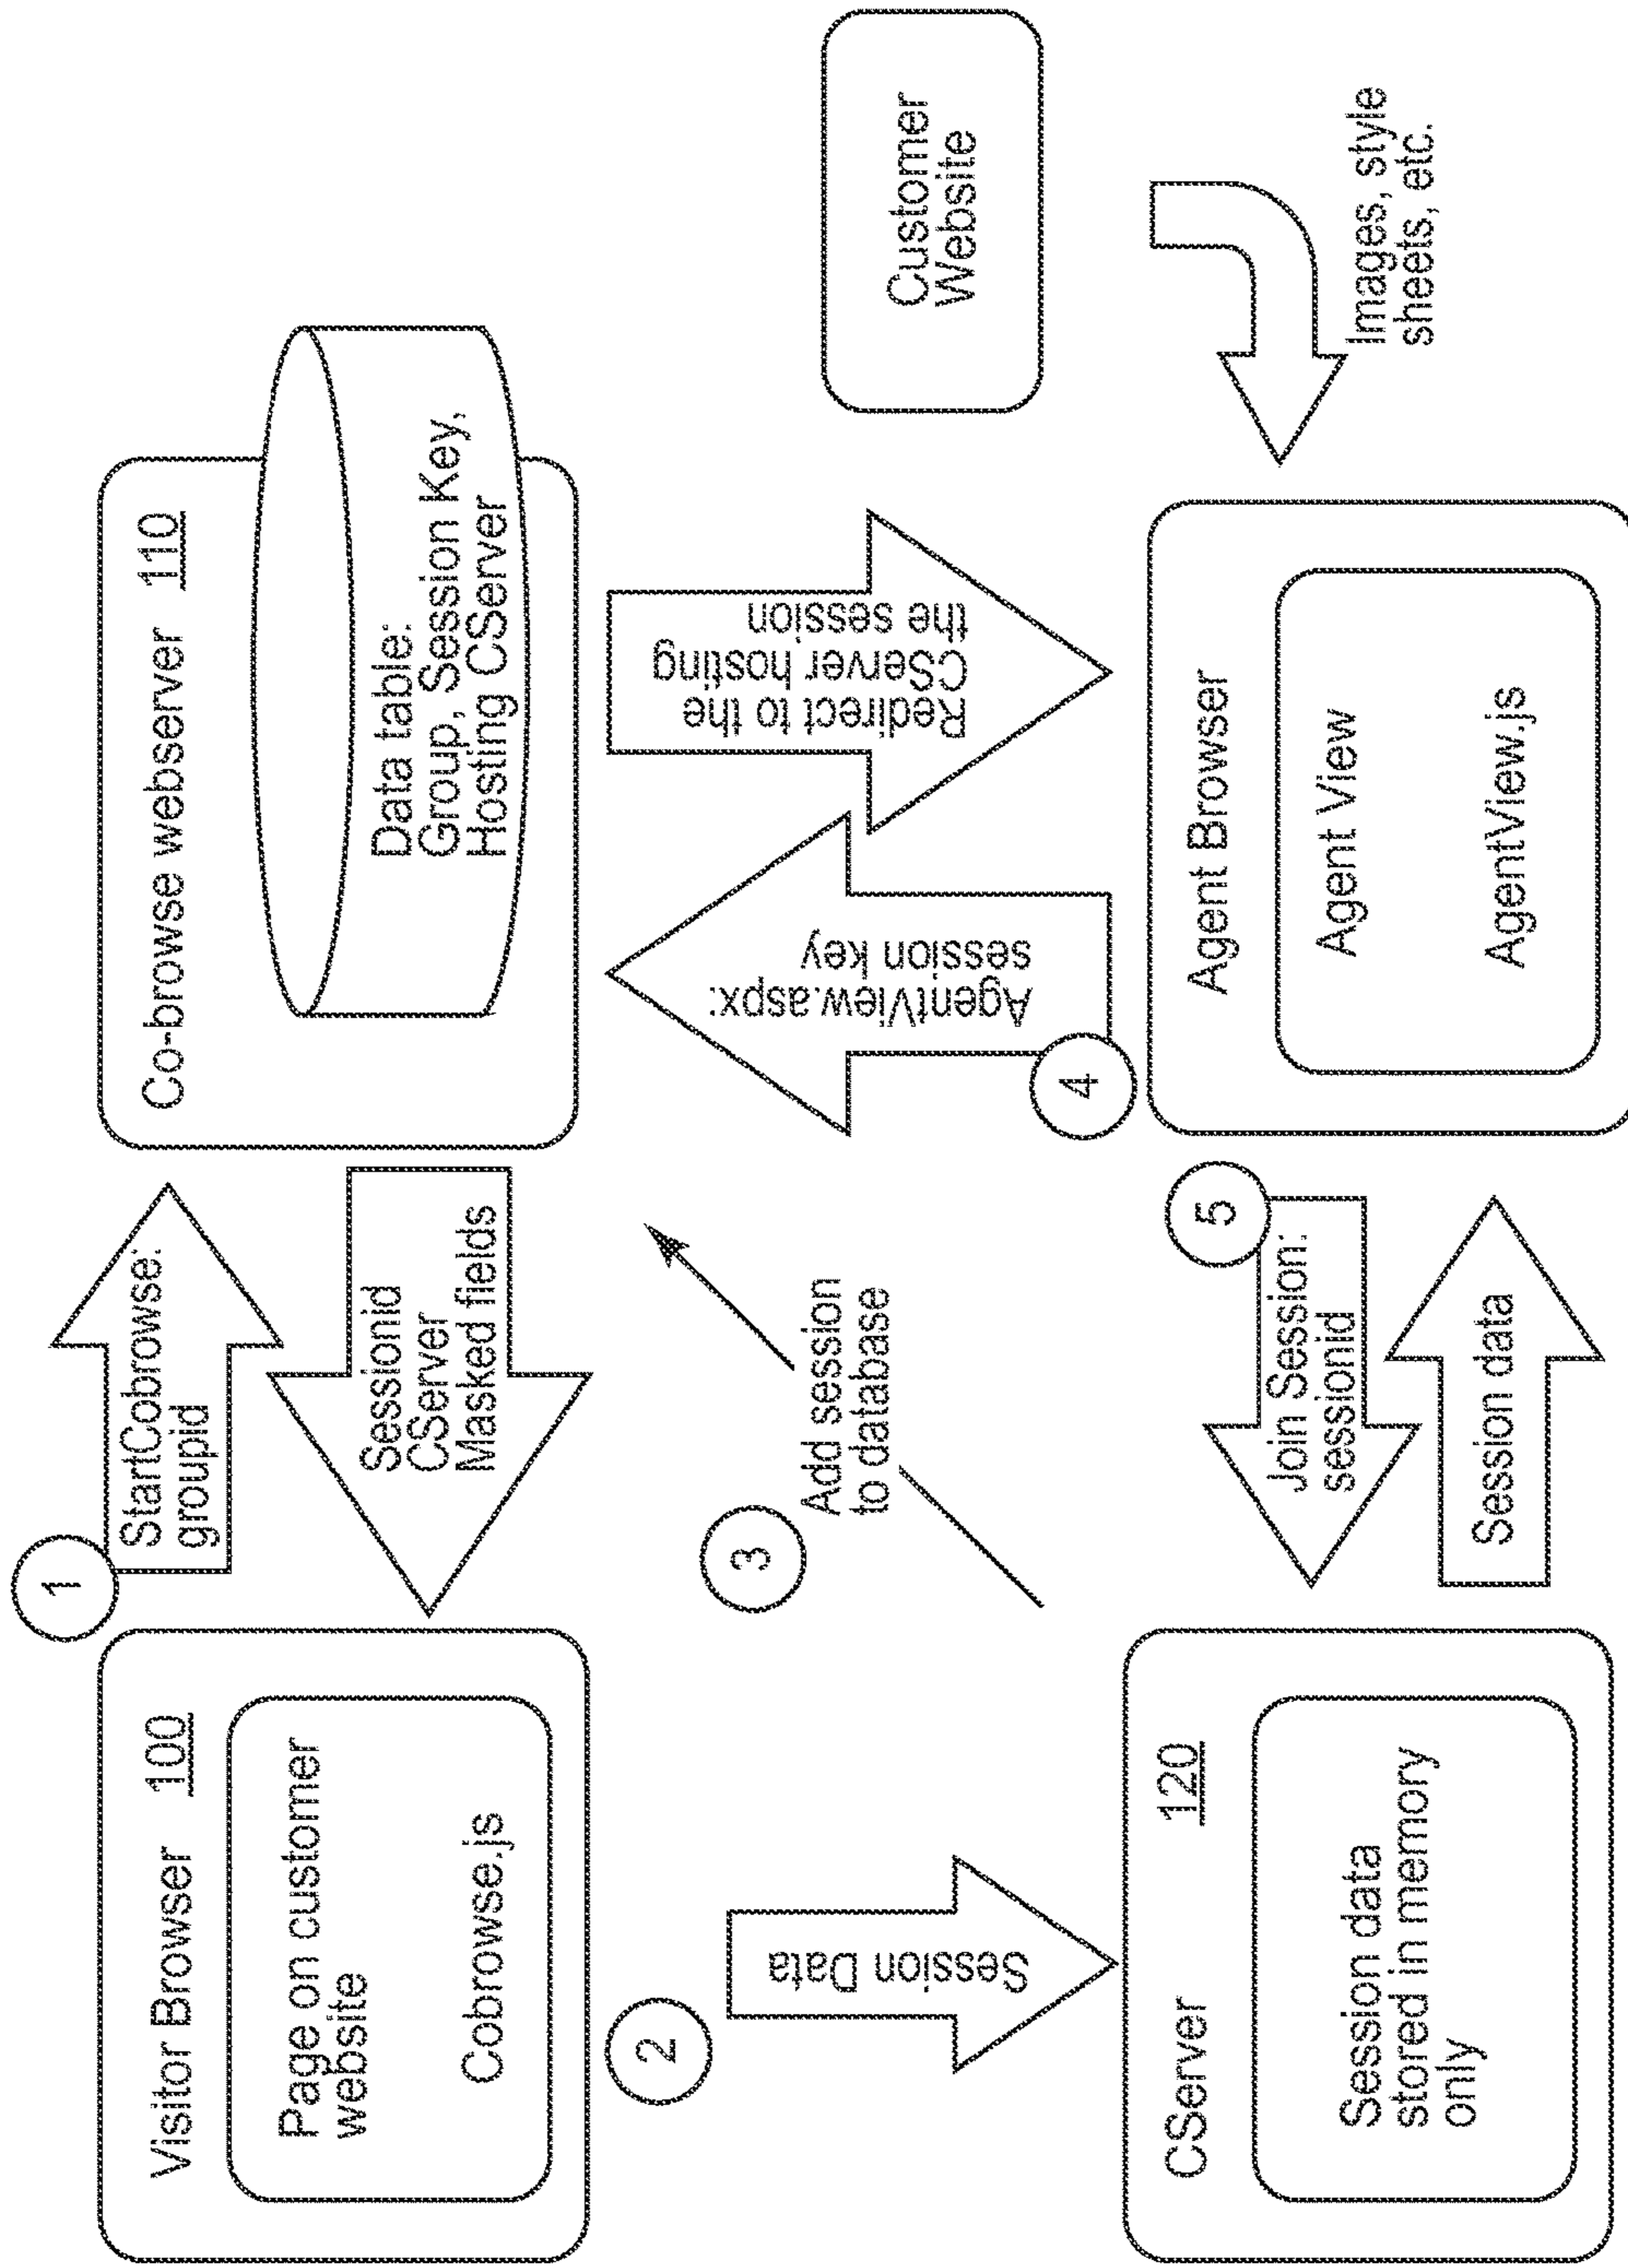 1
StartCobrowse:
groupid
Visitor Browser 100
Page on customer
website
Cobrowse.js
Sessionid
CServer
Masked fields
Co-browse webserver 110
Data table:
Group, Session Key,
Hosting CServer
2
Session Data
3
Add session
to database
4
AgentView.aspx:
session key
Redirect to the
CServer hosting
the session
Customer
Website
CServer 120
Session data
stored in memory
only
5
Join Session:
sessionid
Session data
Agent Browser
Agent View
AgentView.js
Images, style
sheets, etc.